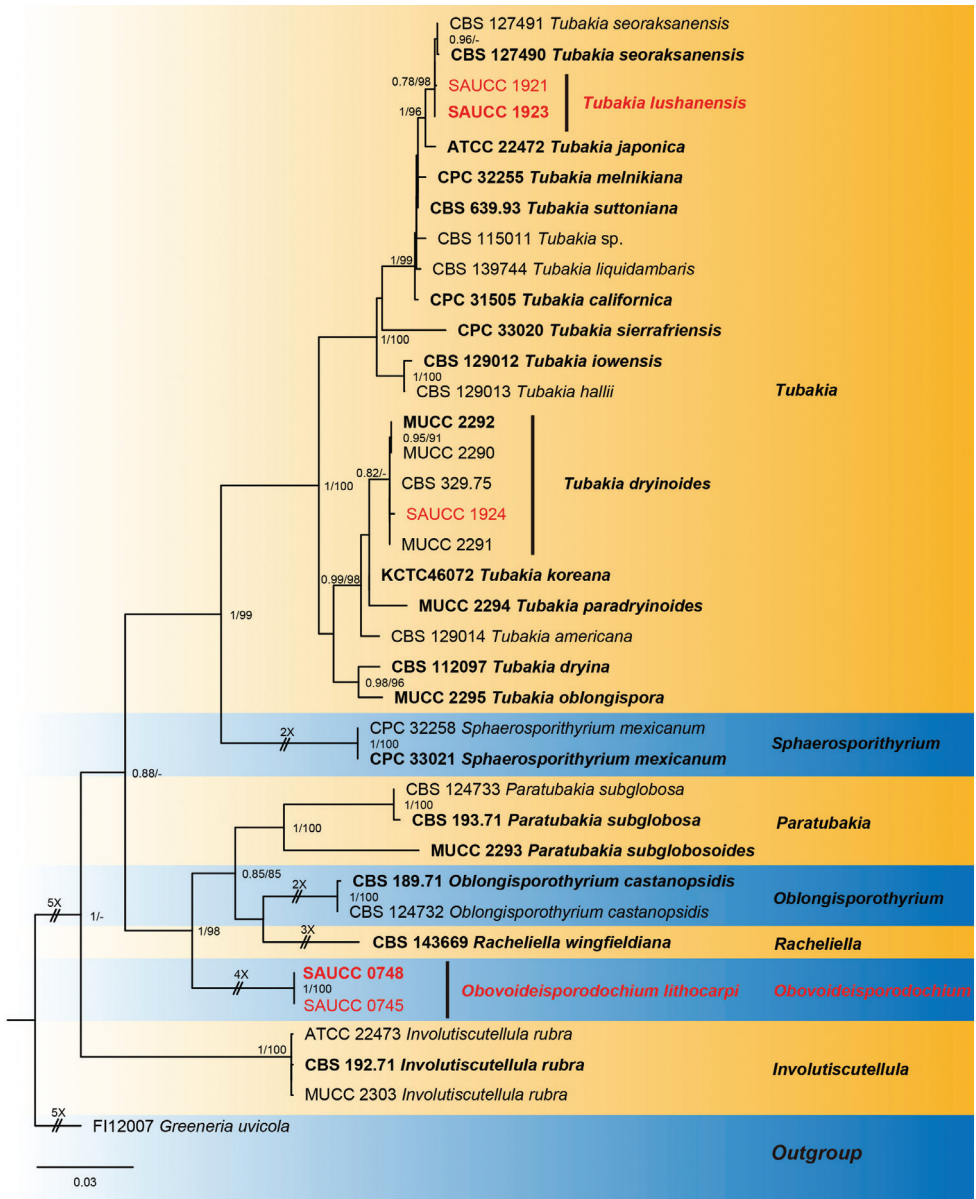 CBS 127491 Tubakia seoraksanensis
0.96/-
CBS 127490 Tubakia seoraksanensis
0.78/98
SAUCC 1921
Tubakia lushanensis
SAUCC 1923
1/96
ATCC 22472 Tubakia japonica
CPC 32255 Tubakia melnikiana
CBS 639.93 Tubakia suttoniana
CBS 115011 Tubakia sp.
1/99
CBS 139744 Tubakia liquidambaris
CPC 31505 Tubakia californica
CPC 33020 Tubakia sierrafriensis
1/100
CBS 129012 Tubakia iowensis
1/100
CBS 129013 Tubakia hallii
Tubakia
MUCC 2292
0.95/91
MUCC 2290
0.82/-
CBS 329.75
Tubakia dryinoides
1/100
SAUCC 1924
MUCC 2291
KCTC46072 Tubakia koreana
0.99/98
MUCC 2294 Tubakia paradryinoides
1/99
CBS 129014 Tubakia americana
CBS 112097 Tubakia dryina
0.98/96
MUCC 2295 Tubakia oblongispora
CPC 32258 Sphaerosporithyrium mexicanum
2X
1/100
Sphaerosporithyrium
CPC 33021 Sphaerosporithyrium mexicanum
0.88/-
CBS 124733 Paratubakia subglobosa
1/100
CBS 193.71 Paratubakia subglobosa
Paratubakia
1/100
MUCC 2293 Paratubakia subglobosoides
0.85/85
CBS 189.71 Oblongisporothyrium castanopsidis
2X
1/100
Oblongisporothyrium
CBS 124732 Oblongisporothyrium castanopsidis
5X
1/-
1/98
3X
CBS 143669 Racheliella wingfieldiana
Racheliella
SAUCC 0748
4X
1/100
Obovoideisporodochium lithocarpi
Obovoideisporodochium
SAUCC 0745
ATCC 22473 Involutiscutellula rubra
1/100
CBS 192.71 Involutiscutellula rubra
Involutiscutellula
MUCC 2303 Involutiscutellula rubra
5X
FI12007 Greeneria uvicola
Outgroup
0.03